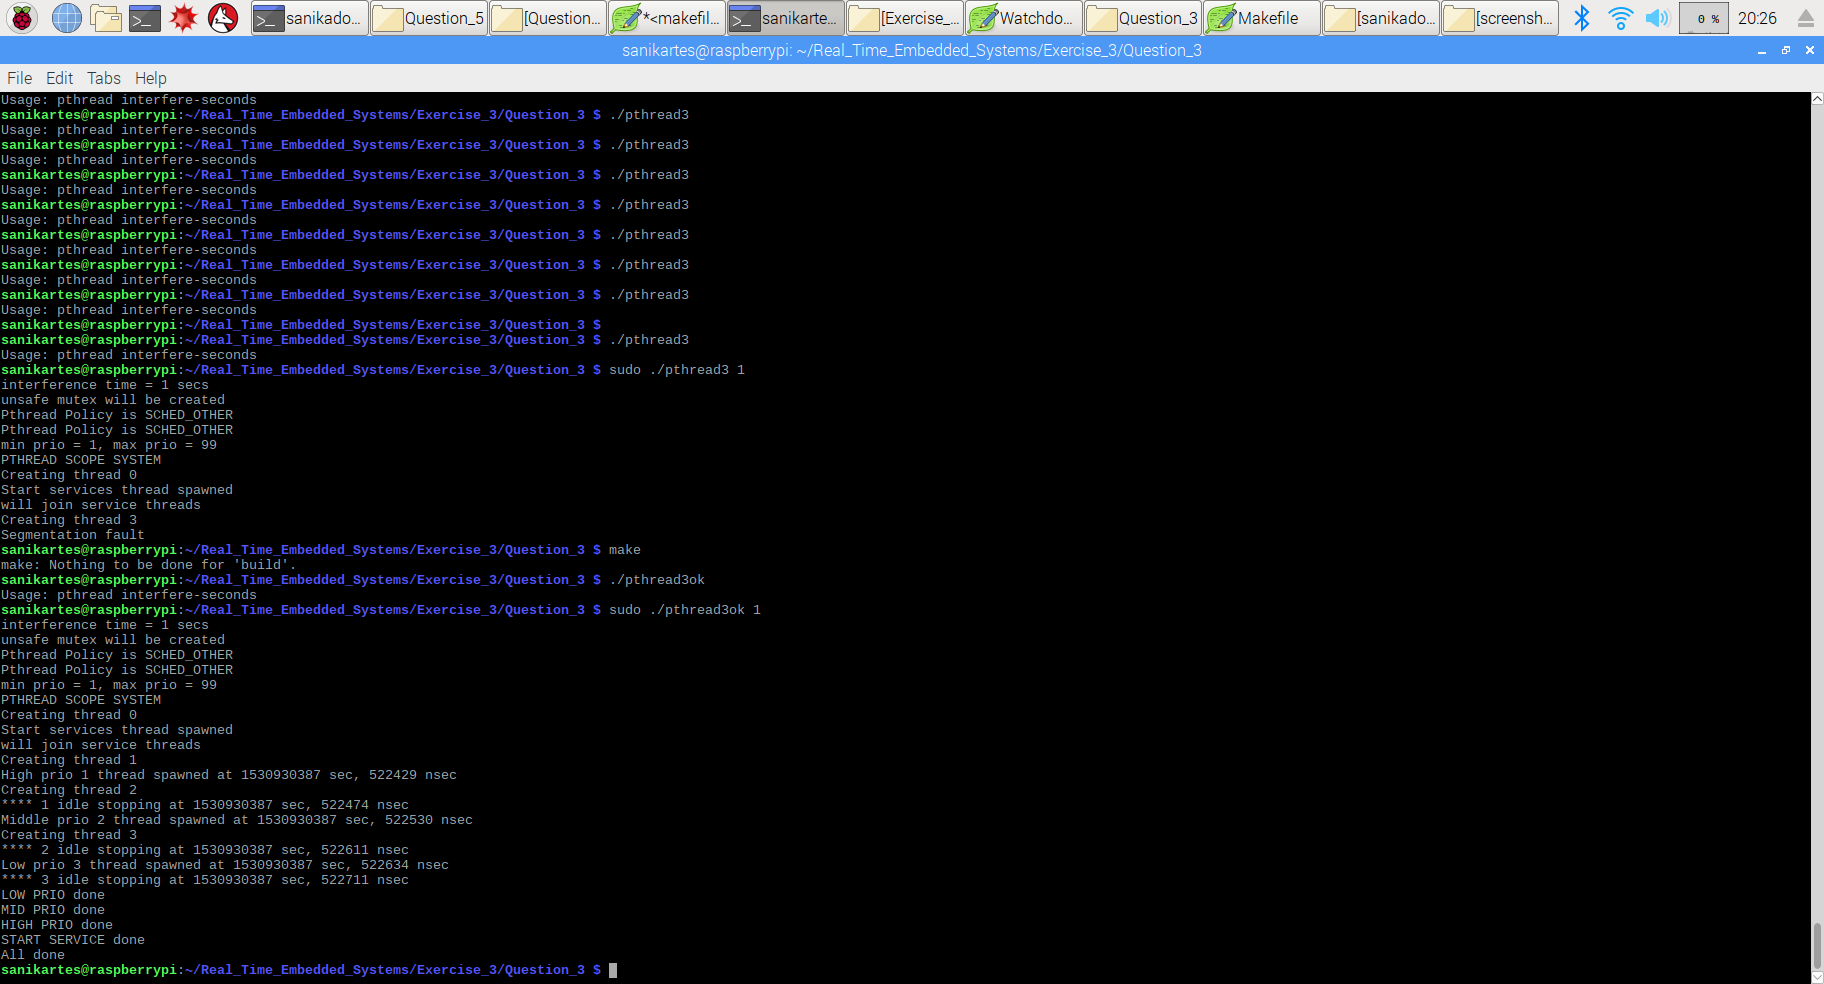 sanikado... Question_5 [Question... *<makefil... sanikarte... [Exercise_... Watchdo... Question_3 Makefile [sanikado... [screensh... 0 % 20:26
sanikartes@raspberrypi: ~/Real_Time_Embedded_Systems/Exercise_3/Question_3
File Edit Tabs Help
Usage: pthread interfere-seconds
sanikartes@raspberrypi:~/Real_Time_Embedded_Systems/Exercise_3/Question_3 $ ./pthread3
Usage: pthread interfere-seconds
sanikartes@raspberrypi:~/Real_Time_Embedded_Systems/Exercise_3/Question_3 $ ./pthread3
Usage: pthread interfere-seconds
sanikartes@raspberrypi:~/Real_Time_Embedded_Systems/Exercise_3/Question_3 $ ./pthread3
Usage: pthread interfere-seconds
sanikartes@raspberrypi:~/Real_Time_Embedded_Systems/Exercise_3/Question_3 $ ./pthread3
Usage: pthread interfere-seconds
sanikartes@raspberrypi:~/Real_Time_Embedded_Systems/Exercise_3/Question_3 $ ./pthread3
Usage: pthread interfere-seconds
sanikartes@raspberrypi:~/Real_Time_Embedded_Systems/Exercise_3/Question_3 $ ./pthread3
Usage: pthread interfere-seconds
sanikartes@raspberrypi:~/Real_Time_Embedded_Systems/Exercise_3/Question_3 $ ./pthread3
Usage: pthread interfere-seconds
sanikartes@raspberrypi:~/Real_Time_Embedded_Systems/Exercise_3/Question_3 $
sanikartes@raspberrypi:~/Real_Time_Embedded_Systems/Exercise_3/Question_3 $ ./pthread3
Usage: pthread interfere-seconds
sanikartes@raspberrypi:~/Real_Time_Embedded_Systems/Exercise_3/Question_3 $ sudo ./pthread3 1
interference time = 1 secs
unsafe mutex will be created
Pthread Policy is SCHED_OTHER
Pthread Policy is SCHED_OTHER
min prio = 1, max prio = 99
PTHREAD SCOPE SYSTEM
Creating thread 0
Start services thread spawned
will join service threads
Creating thread 3
Segmentation fault
sanikartes@raspberrypi:~/Real_Time_Embedded_Systems/Exercise_3/Question_3 $ make
make: Nothing to be done for 'build'.
sanikartes@raspberrypi:~/Real_Time_Embedded_Systems/Exercise_3/Question_3 $ ./pthread3ok
Usage: pthread interfere-seconds
sanikartes@raspberrypi:~/Real_Time_Embedded_Systems/Exercise_3/Question_3 $ sudo ./pthread3ok 1
interference time = 1 secs
unsafe mutex will be created
Pthread Policy is SCHED_OTHER
Pthread Policy is SCHED_OTHER
min prio = 1, max prio = 99
PTHREAD SCOPE SYSTEM
Creating thread 0
Start services thread spawned
will join service threads
Creating thread 1
High prio 1 thread spawned at 1530930387 sec, 522429 nsec
Creating thread 2
**** 1 idle stopping at 1530930387 sec, 522474 nsec
Middle prio 2 thread spawned at 1530930387 sec, 522530 nsec
Creating thread 3
**** 2 idle stopping at 1530930387 sec, 522611 nsec
Low prio 3 thread spawned at 1530930387 sec, 522634 nsec
**** 3 idle stopping at 1530930387 sec, 522711 nsec
LOW PRIO done
MID PRIO done
HIGH PRIO done
START SERVICE done
All done
sanikartes@raspberrypi:~/Real_Time_Embedded_Systems/Exercise_3/Question_3 $